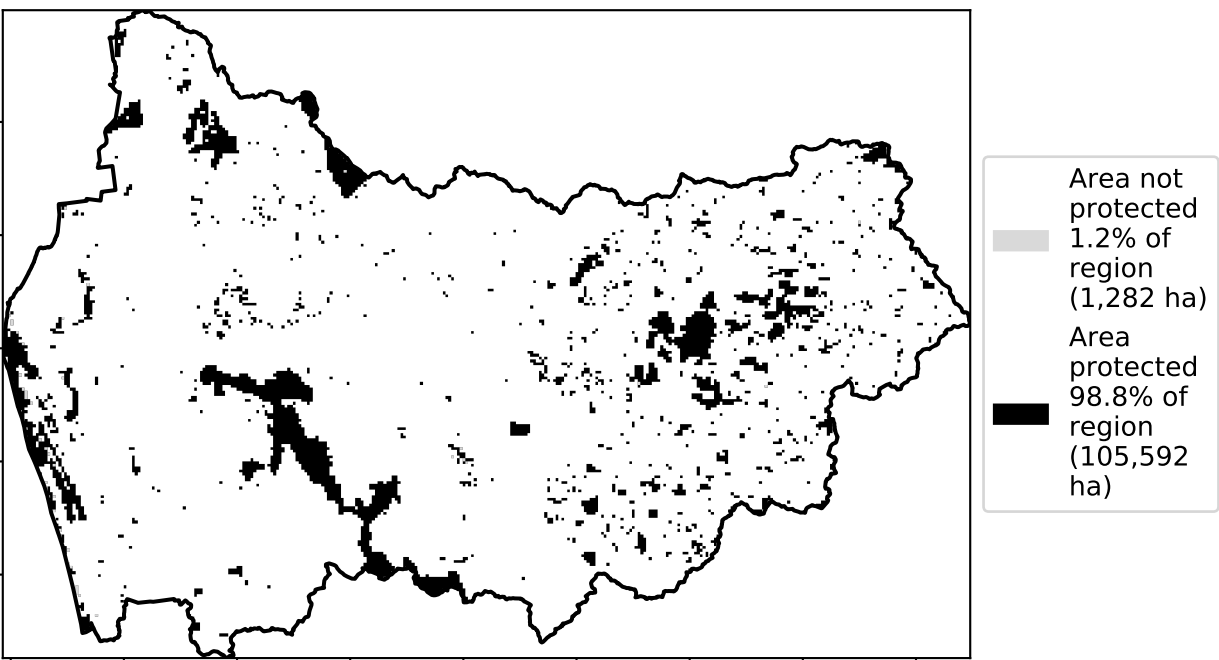 Area not
protected
1.2% of
region
(1,282 ha)
Area
protected
98.8% of
region
(105,592
ha)